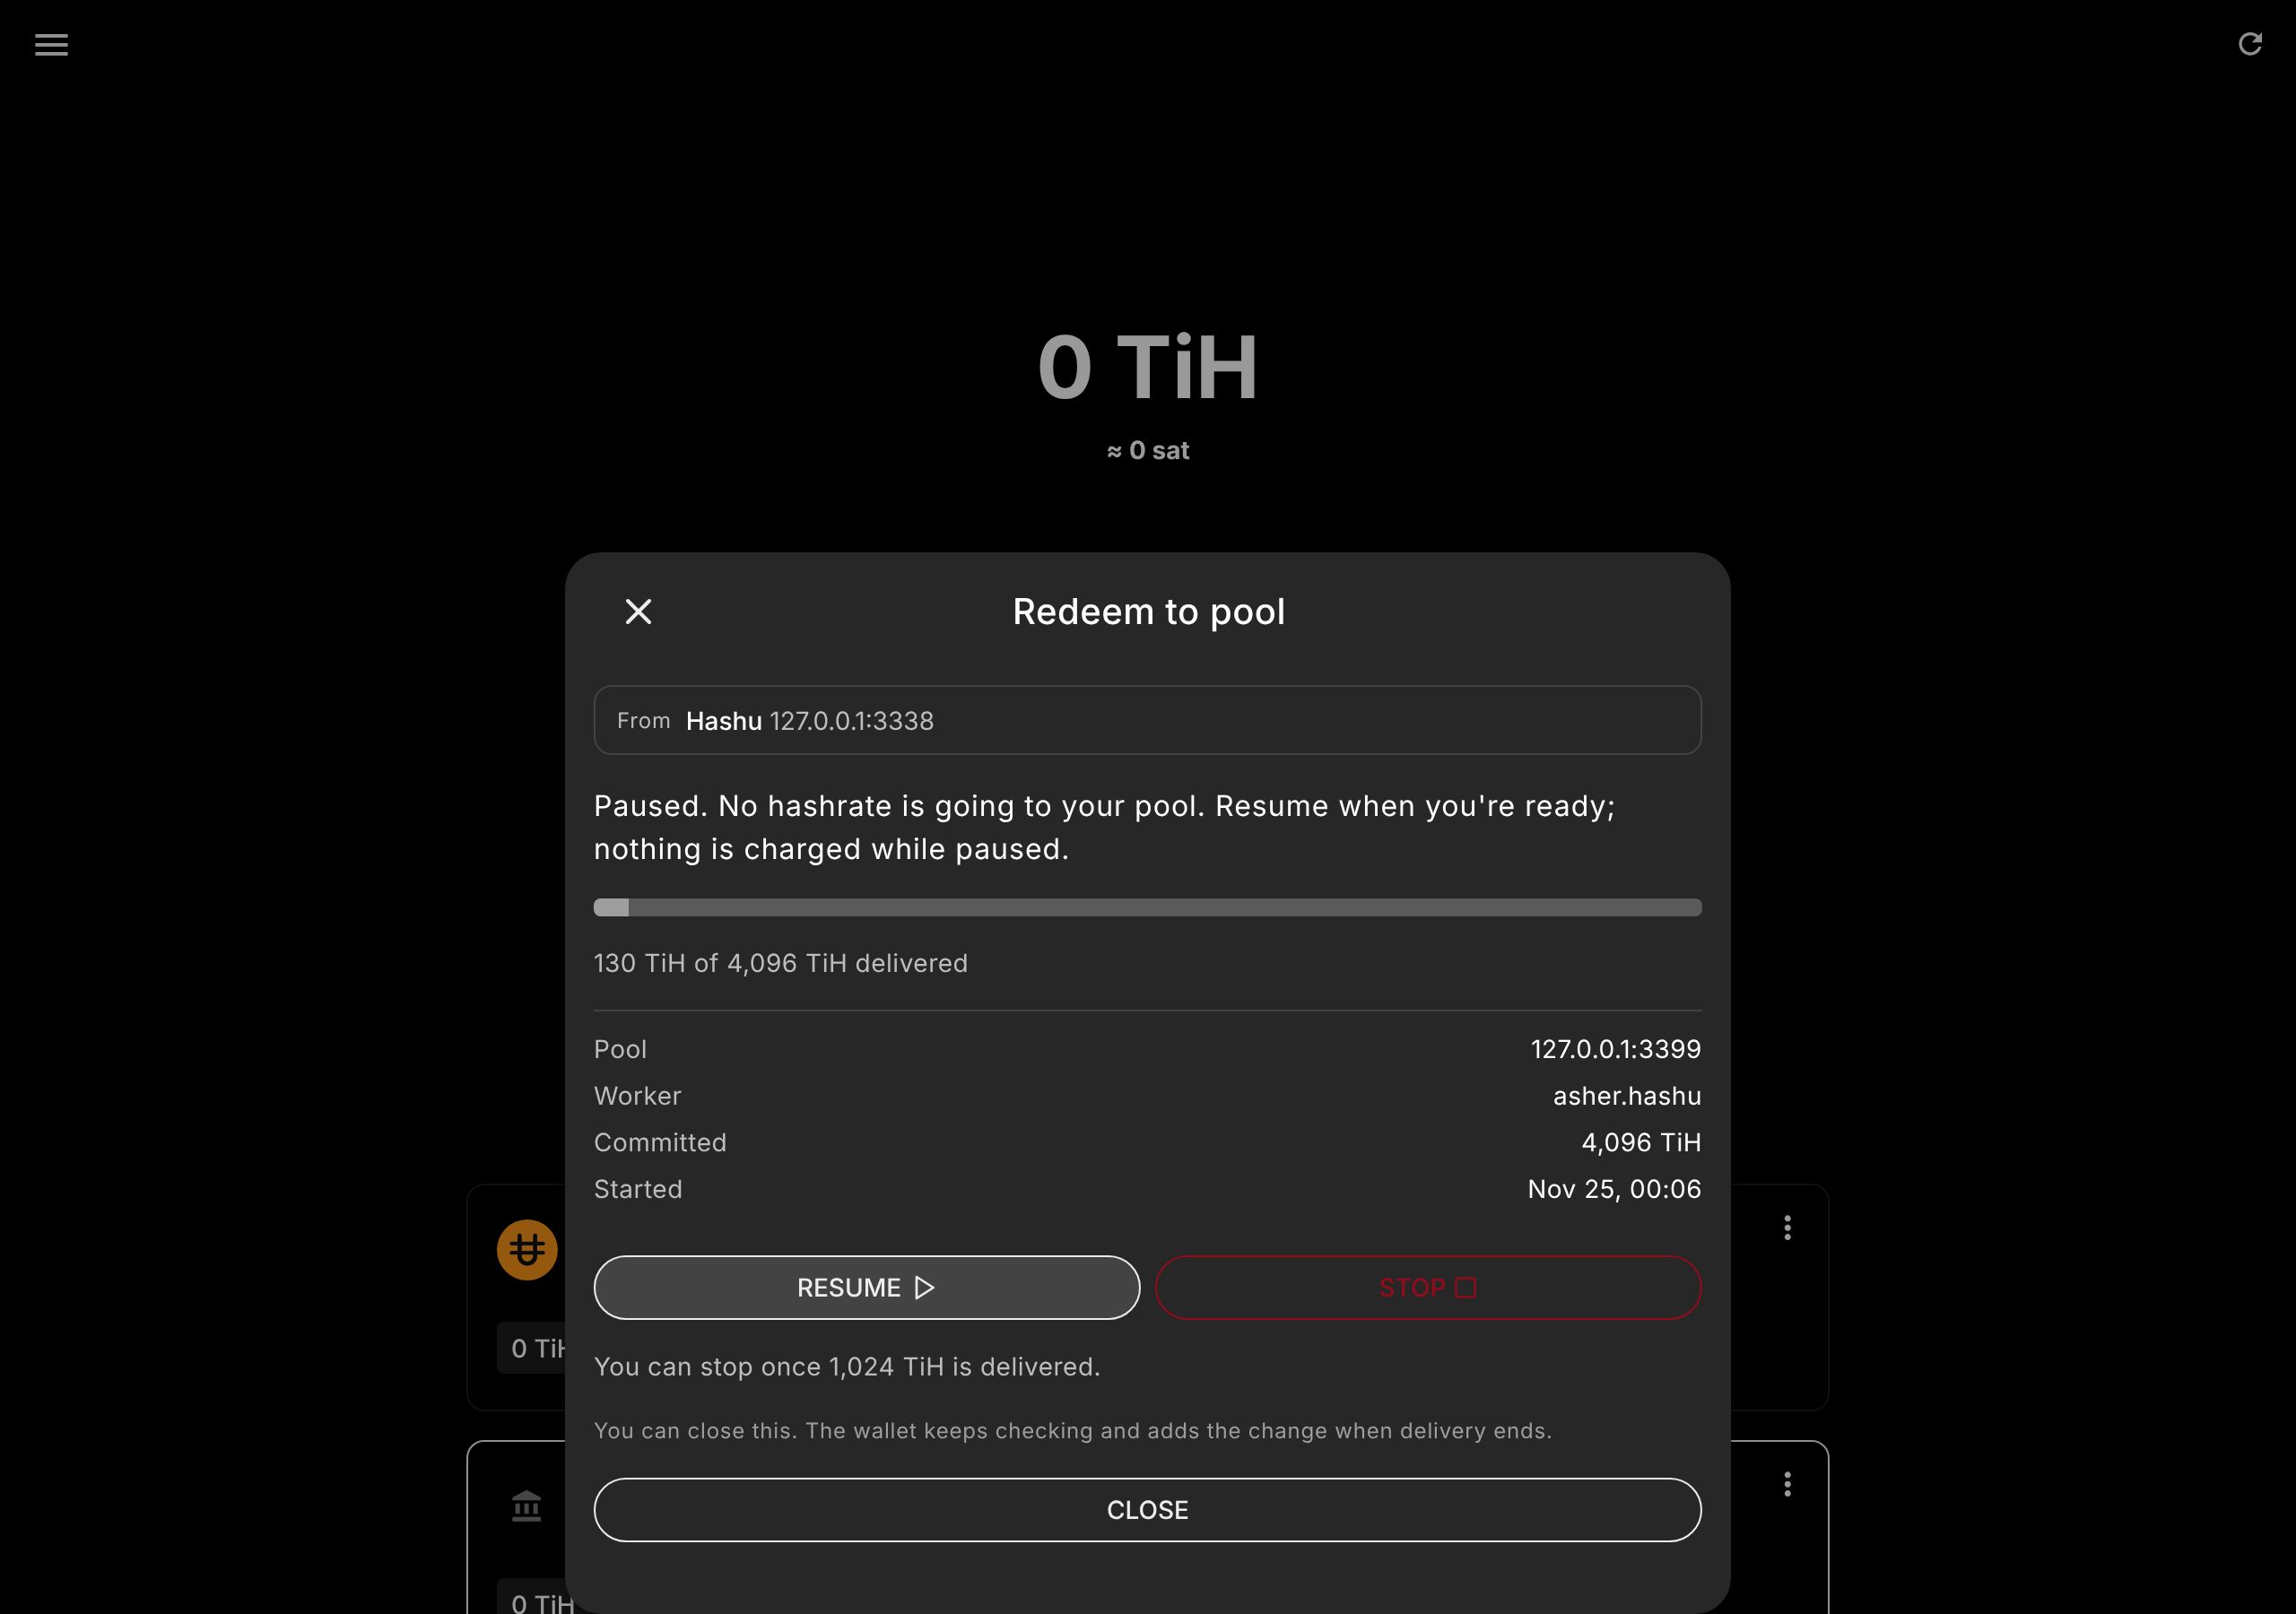 0 TiH
≈ 0 sat
Redeem to pool
From Hashu 127.0.0.1:3338
Paused. No hashrate is going to your pool. Resume when you're ready;
nothing is charged while paused.
130 TiH of 4,096 TiH delivered
Pool 127.0.0.1:3399
Worker asher.hashu
Committed 4,096 TiH
Started Nov 25, 00:06
RESUME STOP
0 TiH
You can stop once 1,024 TiH is delivered.
You can close this. The wallet keeps checking and adds the change when delivery ends.
CLOSE
0 TiH